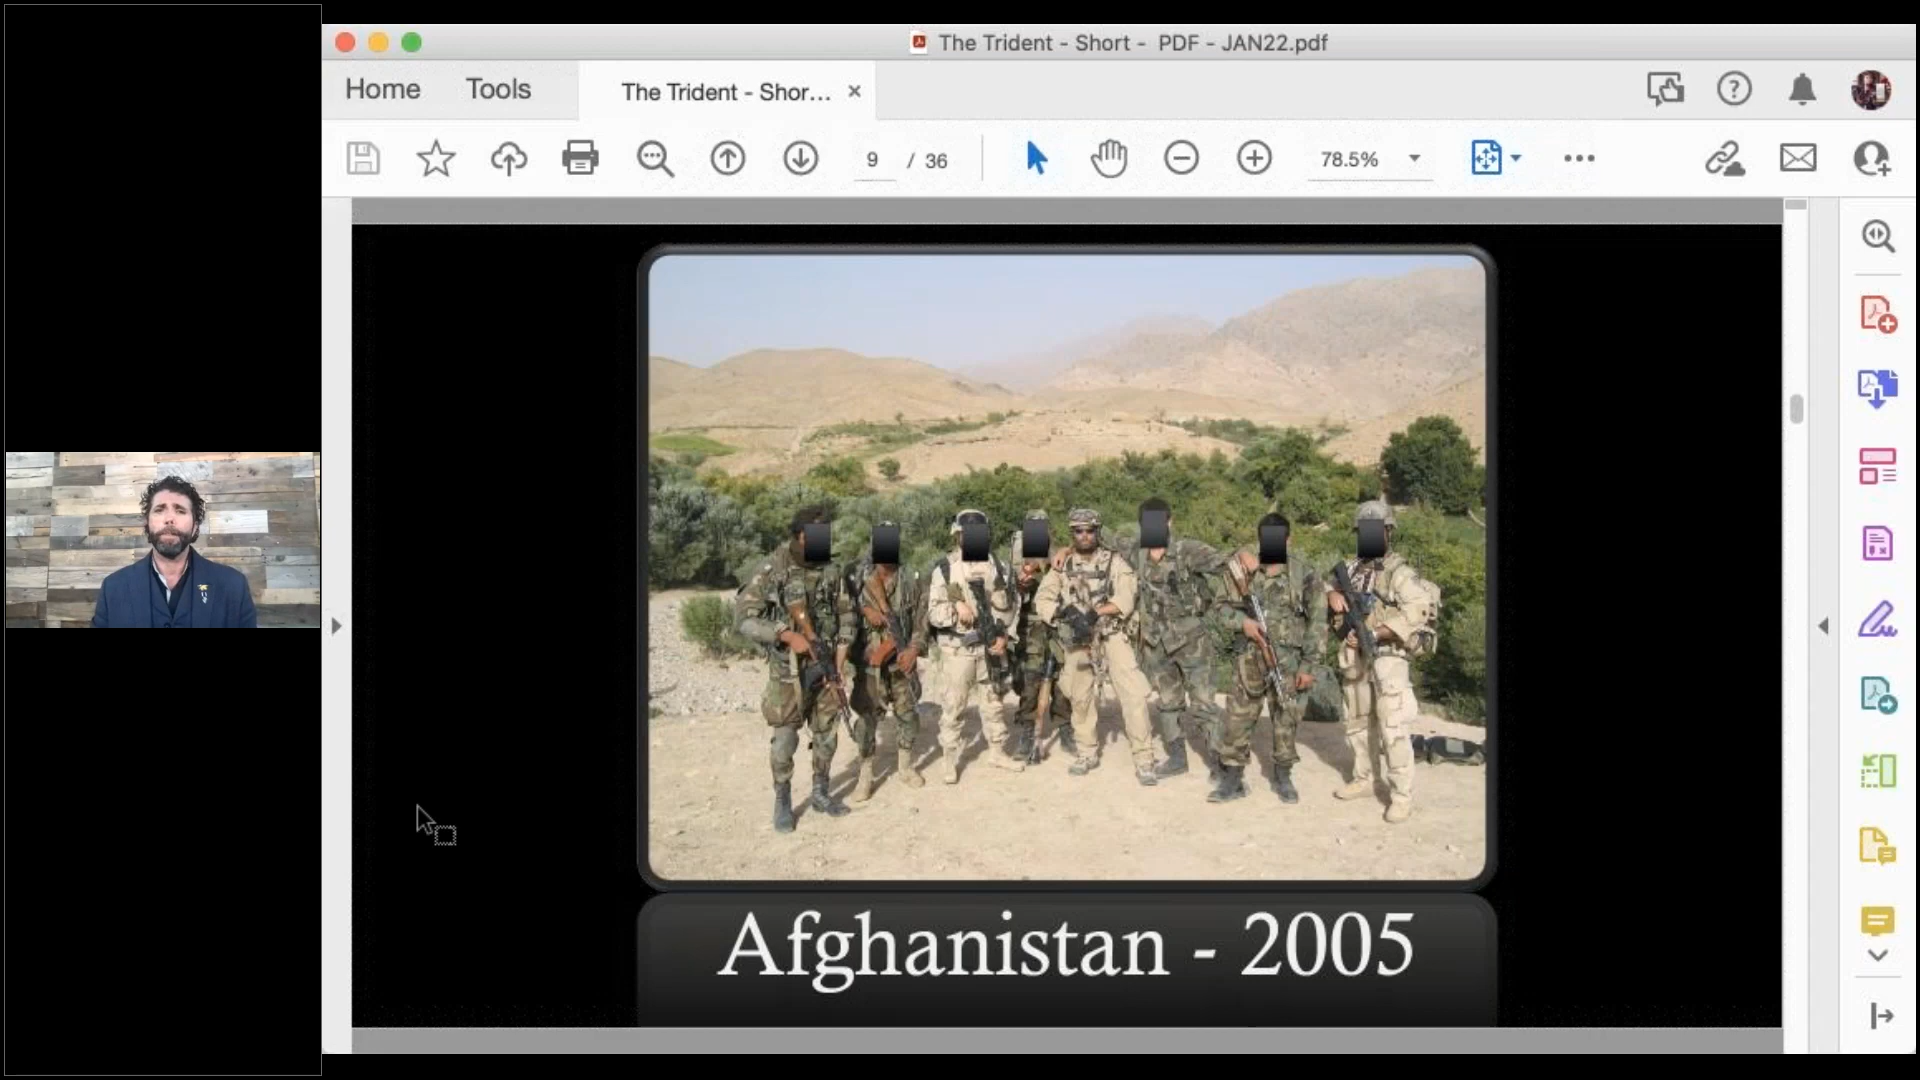 The Trident - Short -  PDF - JAN22.pdf
Home
Tools
The Trident - Shor...
9 / 36
78.5%
Afghanistan - 2005